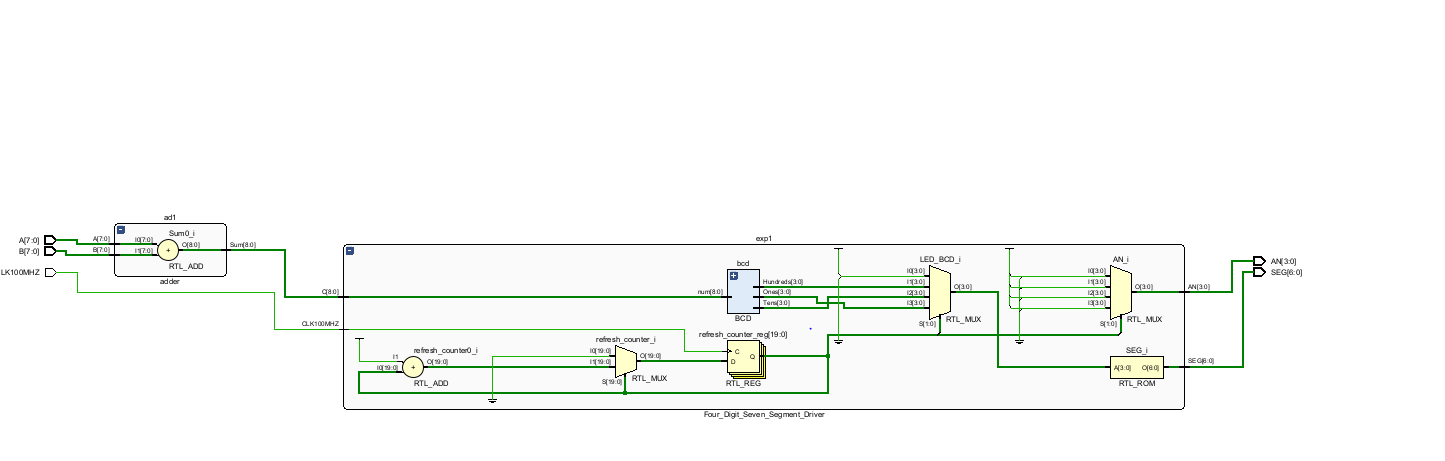 ad1
Sum0_i
A[7:0]
B[7:0]
A[7:0]
B[7:0]
I0[7:0]
I1[7:0]
+
O[8:0]
Sum[8:0]
RTL_ADD
adder
LK100MHZ
exp1
C[8:0]
CLK100MHZ
bcd
num[8:0]
Hundreds[3:0]
Ones[3:0]
Tens[3:0]
BCD
LED_BCD_i
I0[3:0]
I1[3:0]
I2[3:0]
I3[3:0]
O[3:0]
S[1:0]
RTL_MUX
AN_i
I0[3:0]
I1[3:0]
I2[3:0]
I3[3:0]
O[3:0]
S[1:0]
RTL_MUX
AN[3:0]
AN[3:0]
SEG[6:0]
refresh_counter0_i
I1
I0[19:0]
+
O[19:0]
RTL_ADD
refresh_counter_i
I0[19:0]
I1[19:0]
O[19:0]
S[19:0]
RTL_MUX
refresh_counter_reg[19:0]
C
D
Q
RTL_REG
SEG_i
A[3:0]
O[6:0]
RTL_ROM
SEG[6:0]
Four_Digit_Seven_Segment_Driver